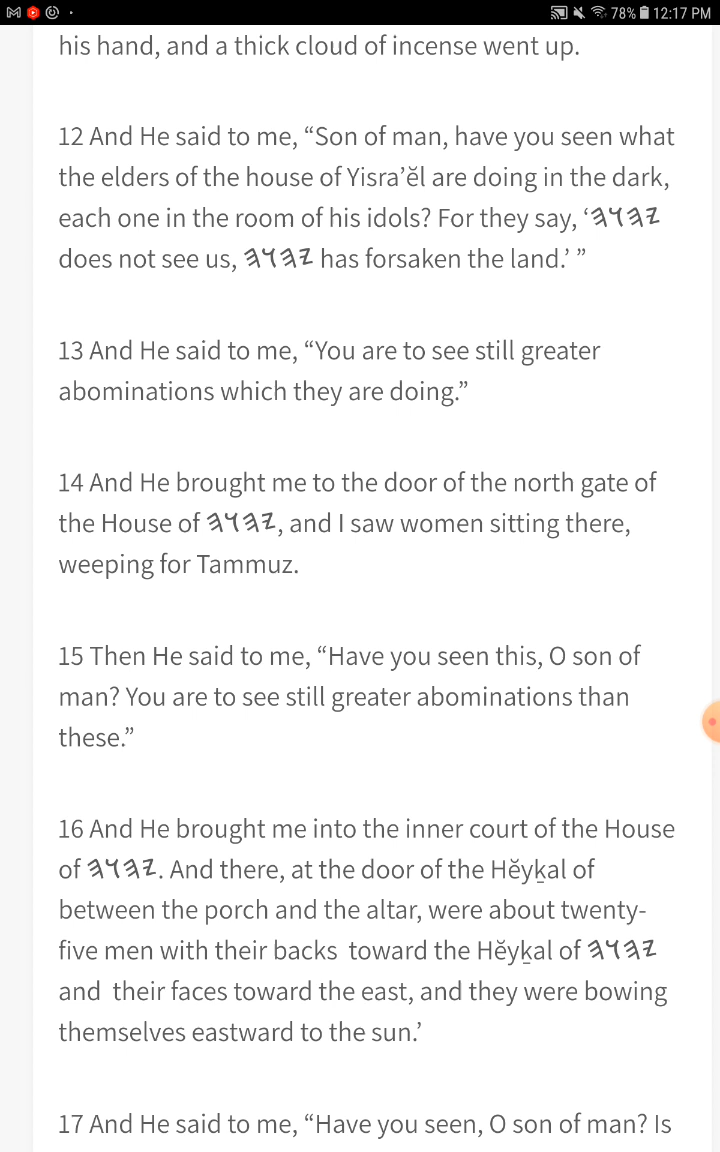 78% 12:17 PM
his hand, and a thick cloud of incense went up.
12 And He said to me, “Son of man, have you seen what
the elders of the house of Yisra’ĕl are doing in the dark,
each one in the room of his idols? For they say, ‘𐤉𐤄𐤅𐤄
does not see us, 𐤉𐤄𐤅𐤄 has forsaken the land.’ ”
13 And He said to me, “You are to see still greater
abominations which they are doing.”
14 And He brought me to the door of the north gate of
the House of 𐤉𐤄𐤅𐤄, and I saw women sitting there,
weeping for Tammuz.
15 Then He said to me, “Have you seen this, O son of
man? You are to see still greater abominations than
these.”
16 And He brought me into the inner court of the House
of 𐤉𐤄𐤅𐤄. And there, at the door of the Hĕyḵal of
between the porch and the altar, were about twenty-
five men with their backs  toward the Hĕyḵal of 𐤉𐤄𐤅𐤄
and  their faces toward the east, and they were bowing
themselves eastward to the sun.’
17 And He said to me, “Have you seen, O son of man? Is